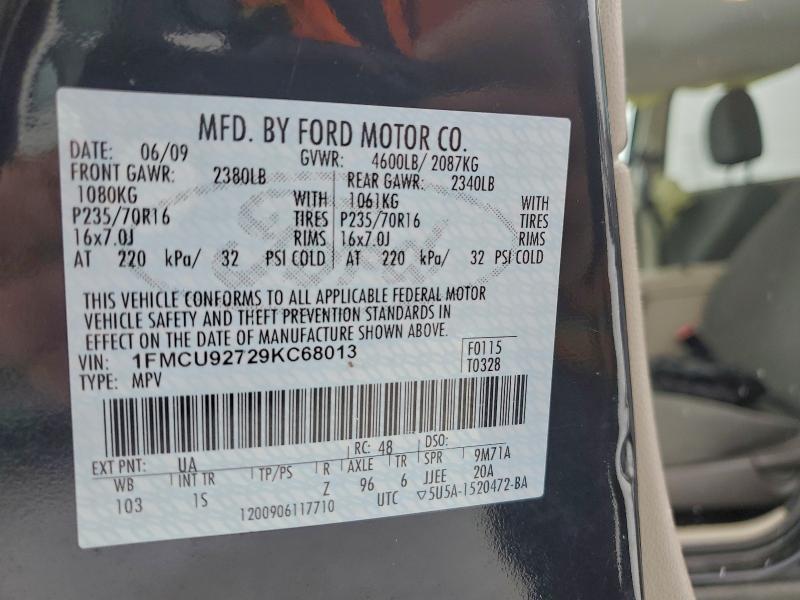 MFD. BY FORD MOTOR CO.
DATE: 06/09 GVWR: 4600LB/ 2087KG
FRONT GAWR: 2380LB REAR GAWR: 2340LB
1080KG WITH 1061KG WITH
P235/70R16 TIRES P235/70R16 TIRES
16x7.0J RIMS 16x7.0J RIMS
AT 220 kPa/ 32 PSI COLD AT 220 kPa/ 32 PSI COLD
Ford
THIS VEHICLE CONFORMS TO ALL APPLICABLE FEDERAL MOTOR
VEHICLE SAFETY AND THEFT PREVENTION STANDARDS IN
EFFECT ON THE DATE OF MANUFACTURE SHOWN ABOVE.
VIN: 1FMCU92729KC68013 F0115
TYPE: MPV T0328
EXT PNT: UA RC: 48 DSO:
WB INT TR TP/PS R AXLE TR SPR 9M71A
103 1S Z 96 6 JJEE 20A
1200906117710 UTC ▽5U5A-1520472-BA